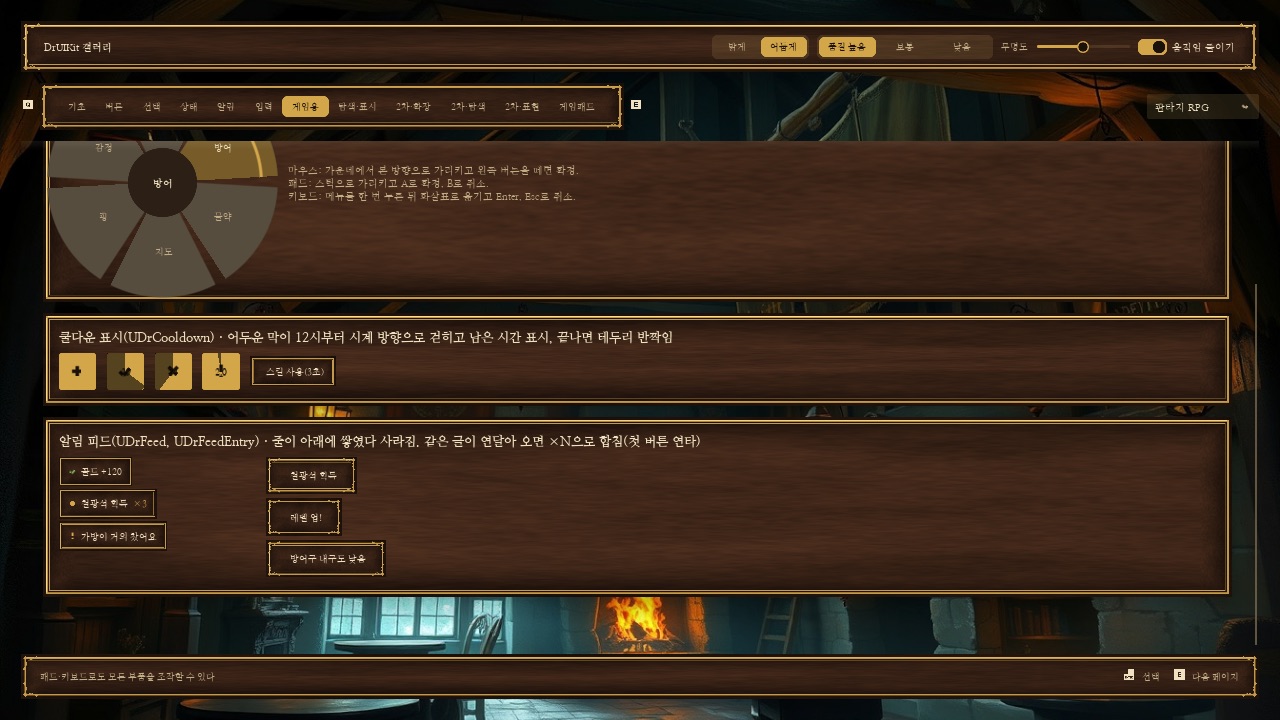 DrUIKit 갤러리
밝게 어둡게 품질 높음 보통 낮음 투명도 움직임 줄이기
Q 기초 버튼 선택 상태 알림 입력 게임용 탐색·표시 2차·확장 2차·탐색 2차·표현 게임패드 E
판타지 RPG
감정 방어
방어
핑 물약
지도
마우스: 가운데에서 본 방향으로 가리키고 왼쪽 버튼을 떼면 확정.
패드: 스틱으로 가리키고 A로 확정, B로 취소.
키보드: 메뉴를 한 번 누른 뒤 화살표로 옮기고 Enter, Esc로 취소.
쿨다운 표시(UDrCooldown) · 어두운 막이 12시부터 시계 방향으로 걷히고 남은 시간 표시, 끝나면 테두리 반짝임
스킬 사용(3초)
알림 피드(UDrFeed, UDrFeedEntry) · 줄이 아래에 쌓였다 사라짐, 같은 글이 연달아 오면 ×N으로 합침(첫 버튼 연타)
골드 +120
철광석 획득 ×3
가방이 거의 찼어요
철광석 획득
레벨 업!
방어구 내구도 낮음
패드·키보드로도 모든 부품을 조작할 수 있다
선택 E 다음 페이지